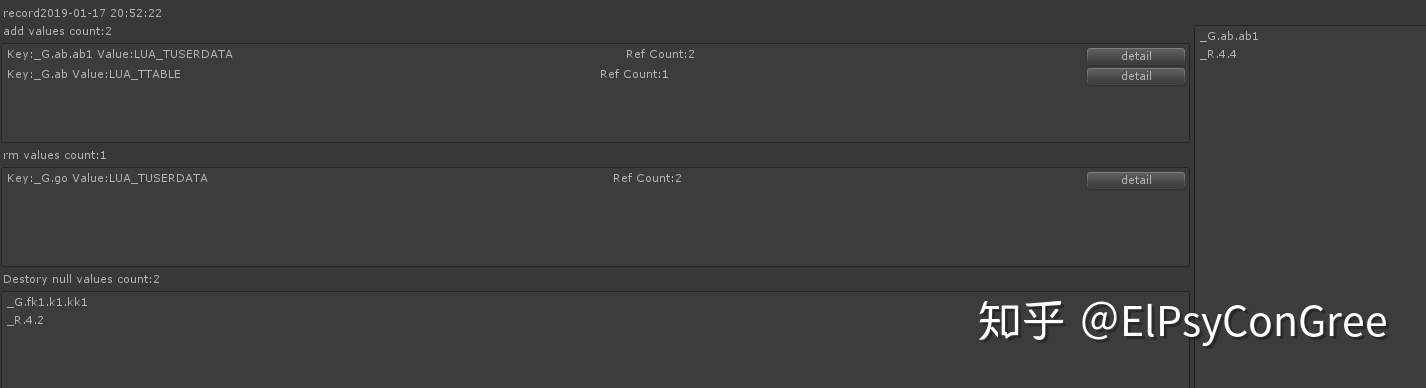 record2019-01-17 20:52:22
add values count:2
Key:_G.ab.ab1 Value:LUA_TUSERDATA Ref Count:2 detail
Key:_G.ab Value:LUA_TTABLE Ref Count:1 detail
rm values count:1
Key:_G.go Value:LUA_TUSERDATA Ref Count:2 detail
Destory null values count:2
_G.fk1.k1.kk1
_R.4.2
_G.ab.ab1
_R.4.4
知乎 @ElPsyConGree